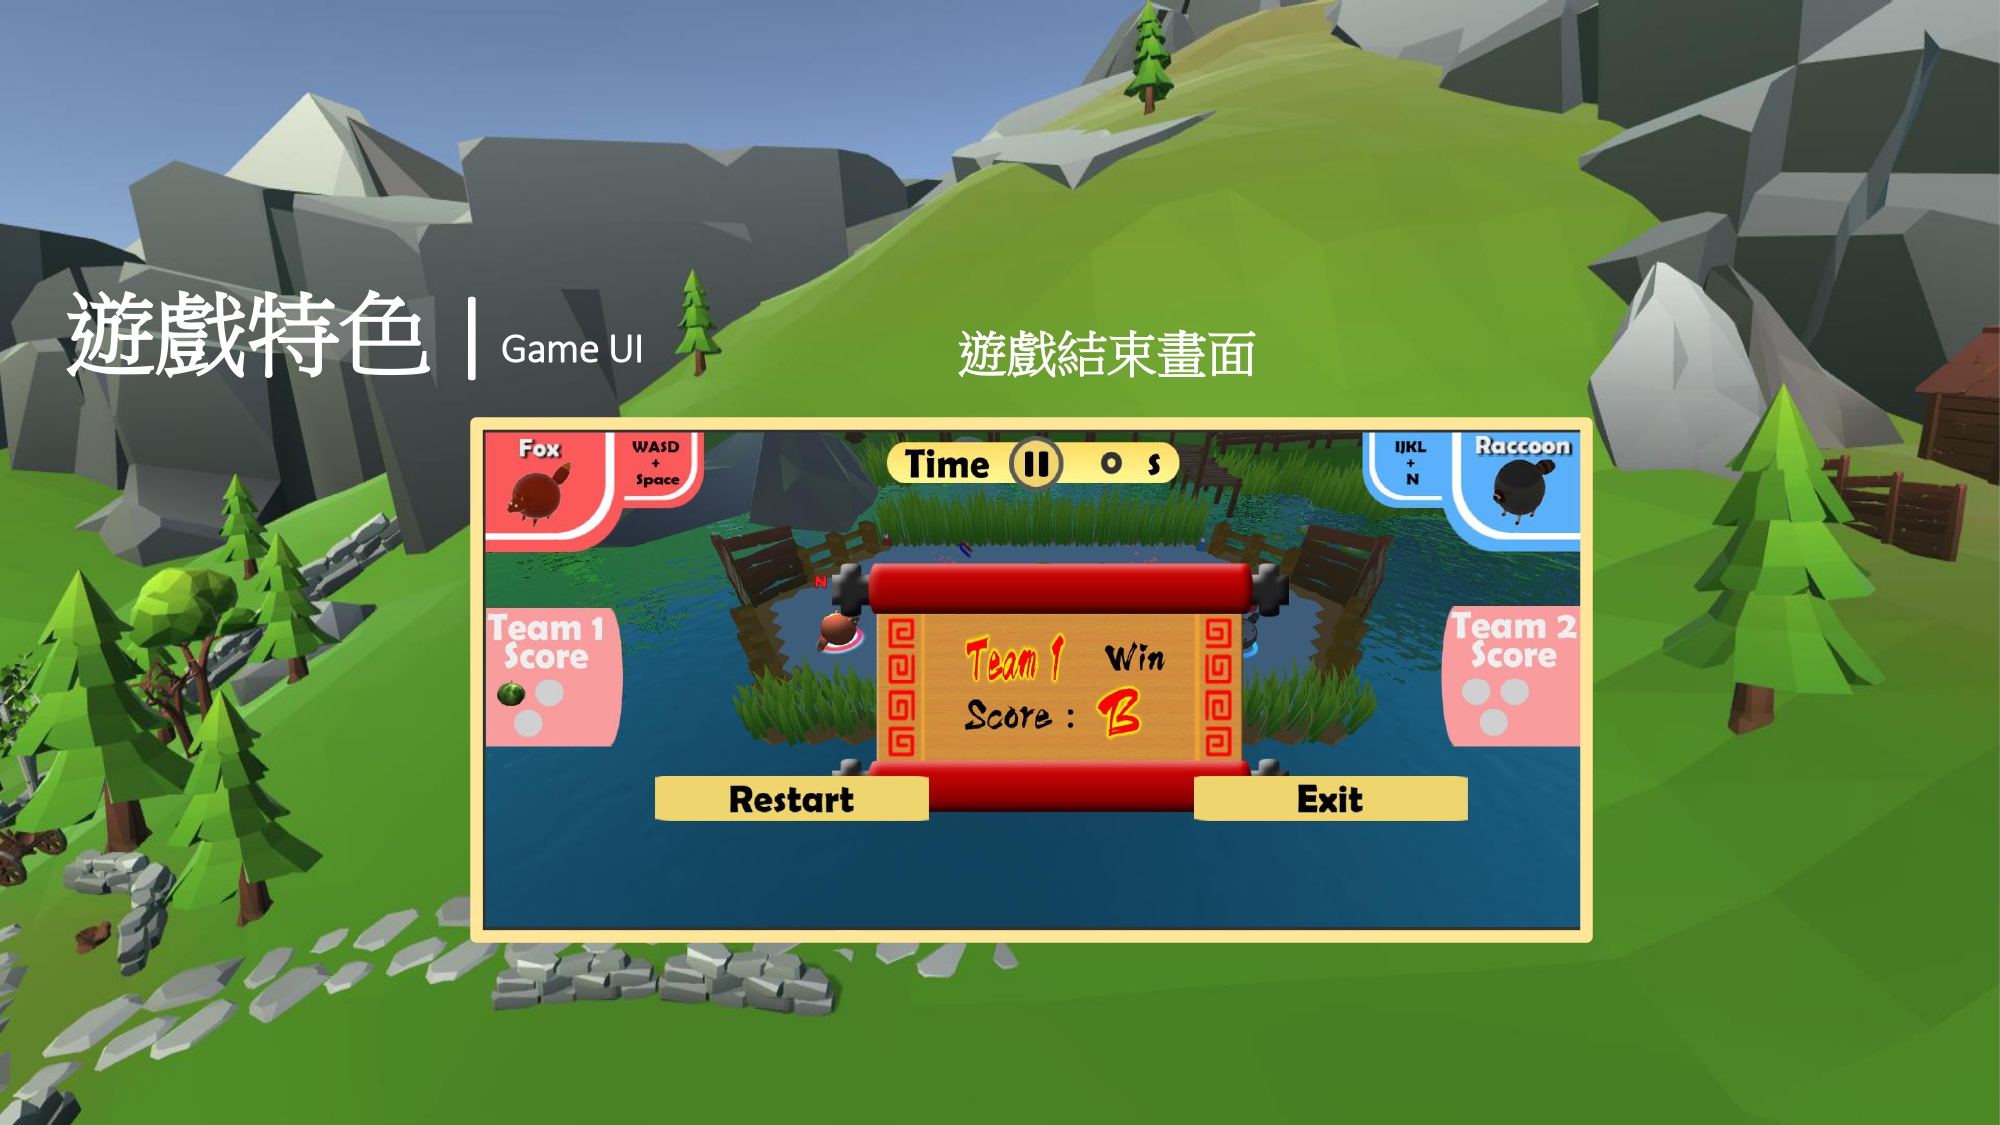 遊戲特色 | Game UI
遊戲結束畫面
Fox
WASD
+
Space
Time 0 s
IJKL
+
N
Raccoon
N
Team 1
Score
Team 2
Score
Team 1 Win
Score : B
Restart
Exit